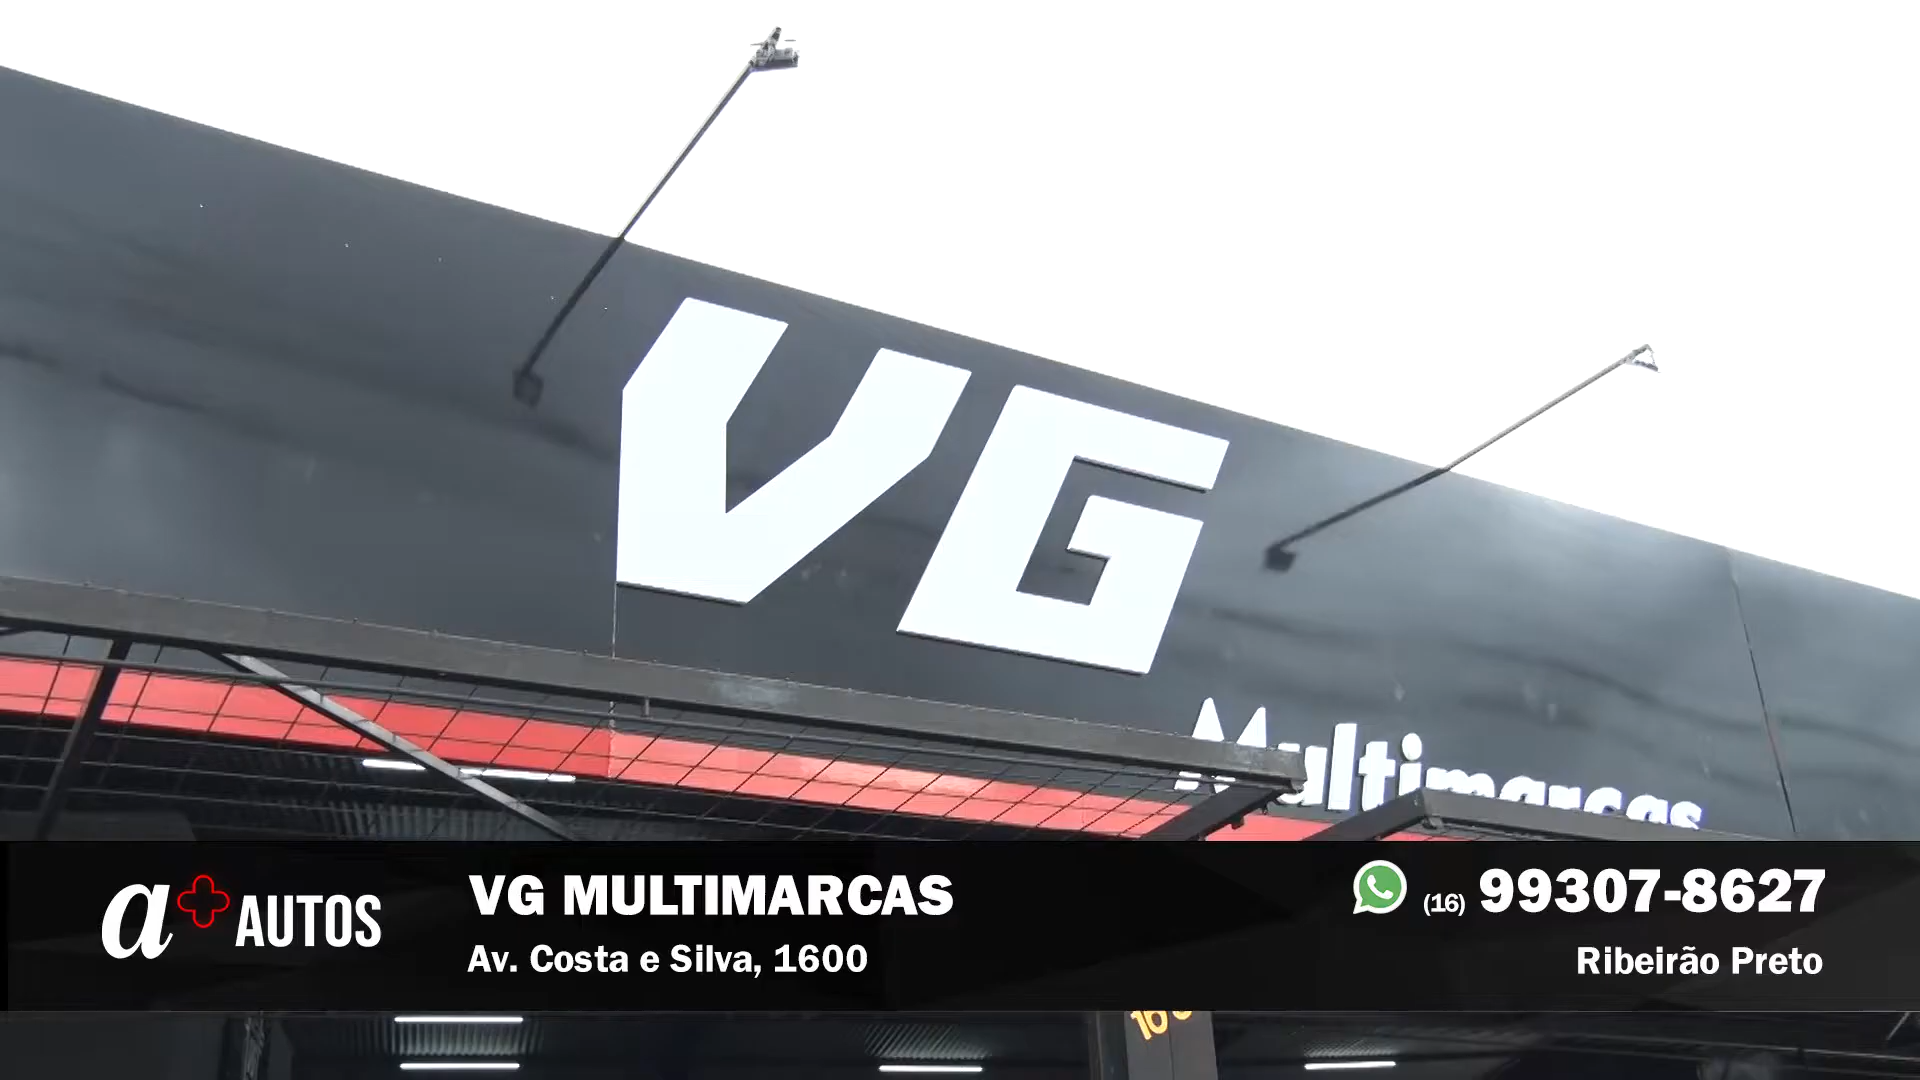 VG
Multimarcas
a+ AUTOS
VG MULTIMARCAS
Av. Costa e Silva, 1600
(16) 99307-8627
Ribeirão Preto